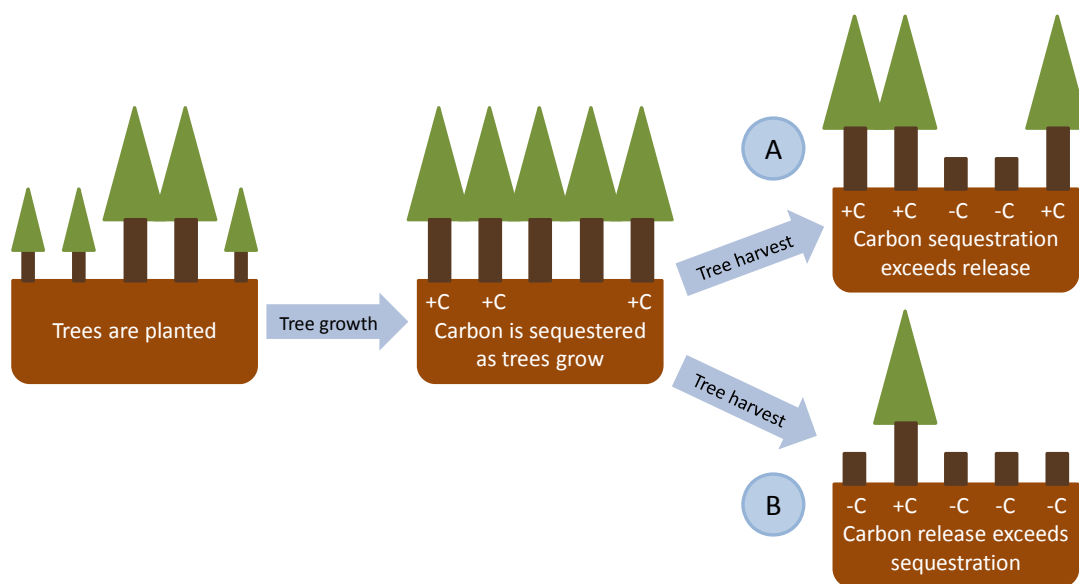 Trees are planted
Tree growth
+C +C +C
Carbon is sequestered
as trees grow
Tree harvest
A
+C +C -C -C +C
Carbon sequestration
exceeds release
Tree harvest
B
-C +C -C -C -C
Carbon release exceeds
sequestration